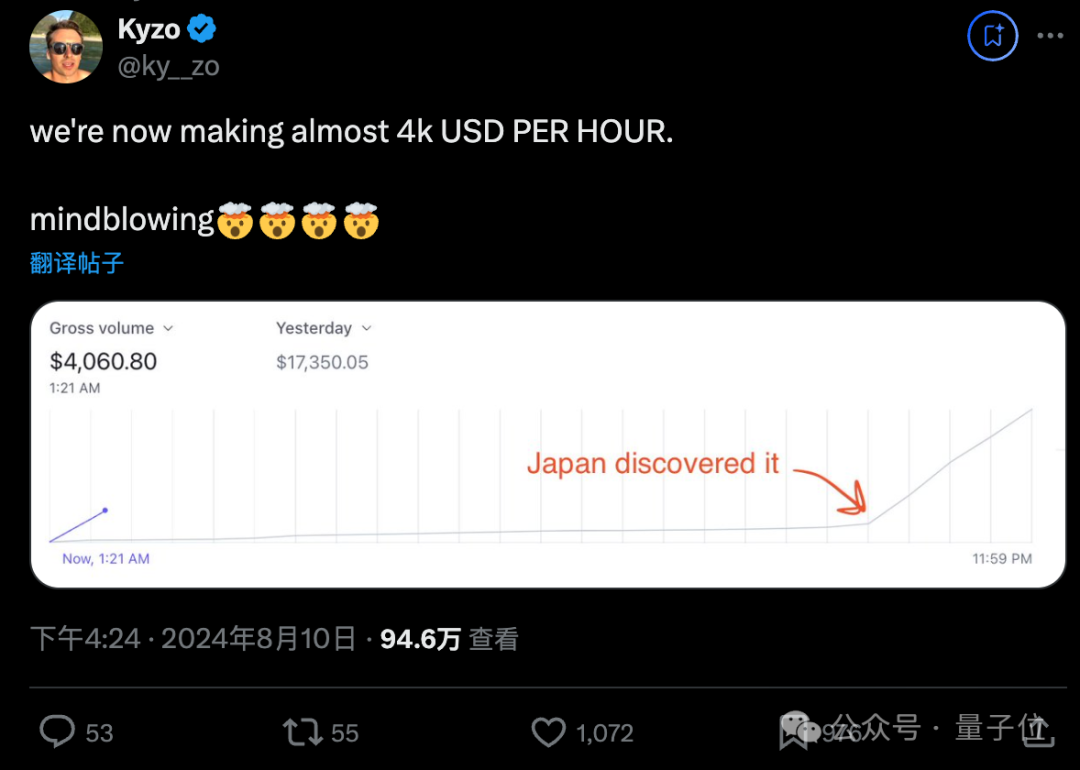 Kyzo
@ky__zo
we're now making almost 4k USD PER HOUR.
mindblowing🤯🤯🤯🤯
翻译帖子
Gross volume
Yesterday
$4,060.80
$17,350.05
1:21 AM
Japan discovered it
Now, 1:21 AM
11:59 PM
下午4:24 · 2024年8月10日 · 94.6万 查看
53
55
1,072
976
公众号 · 量子位